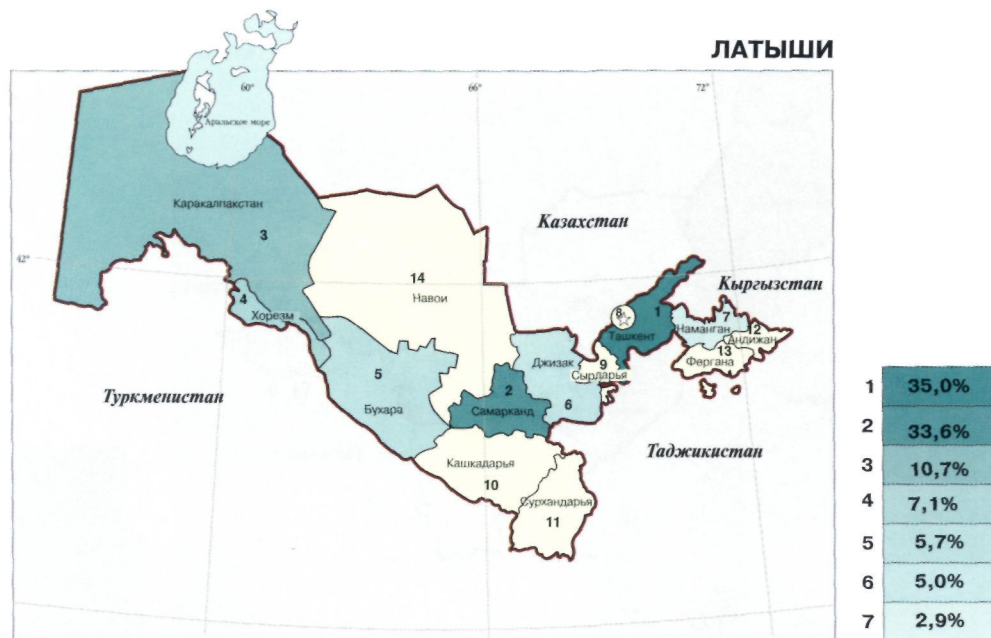 ЛАТЫШИ
60°
66°
72°
Аральское море
Каракалпакстан
3
Казахстан
42°
14
Навои
Кыргызстан
4
Хорезм
8
1
Ташкент
7
Наманган
12
Андижан
13
Фергана
9
Сырдарья
Джизак
6
5
Бухара
2
Самарканд
Туркменистан
Таджикистан
Кашкадарья
10
Сурхандарья
11
1 35,0%
2 33,6%
3 10,7%
4 7,1%
5 5,7%
6 5,0%
7 2,9%